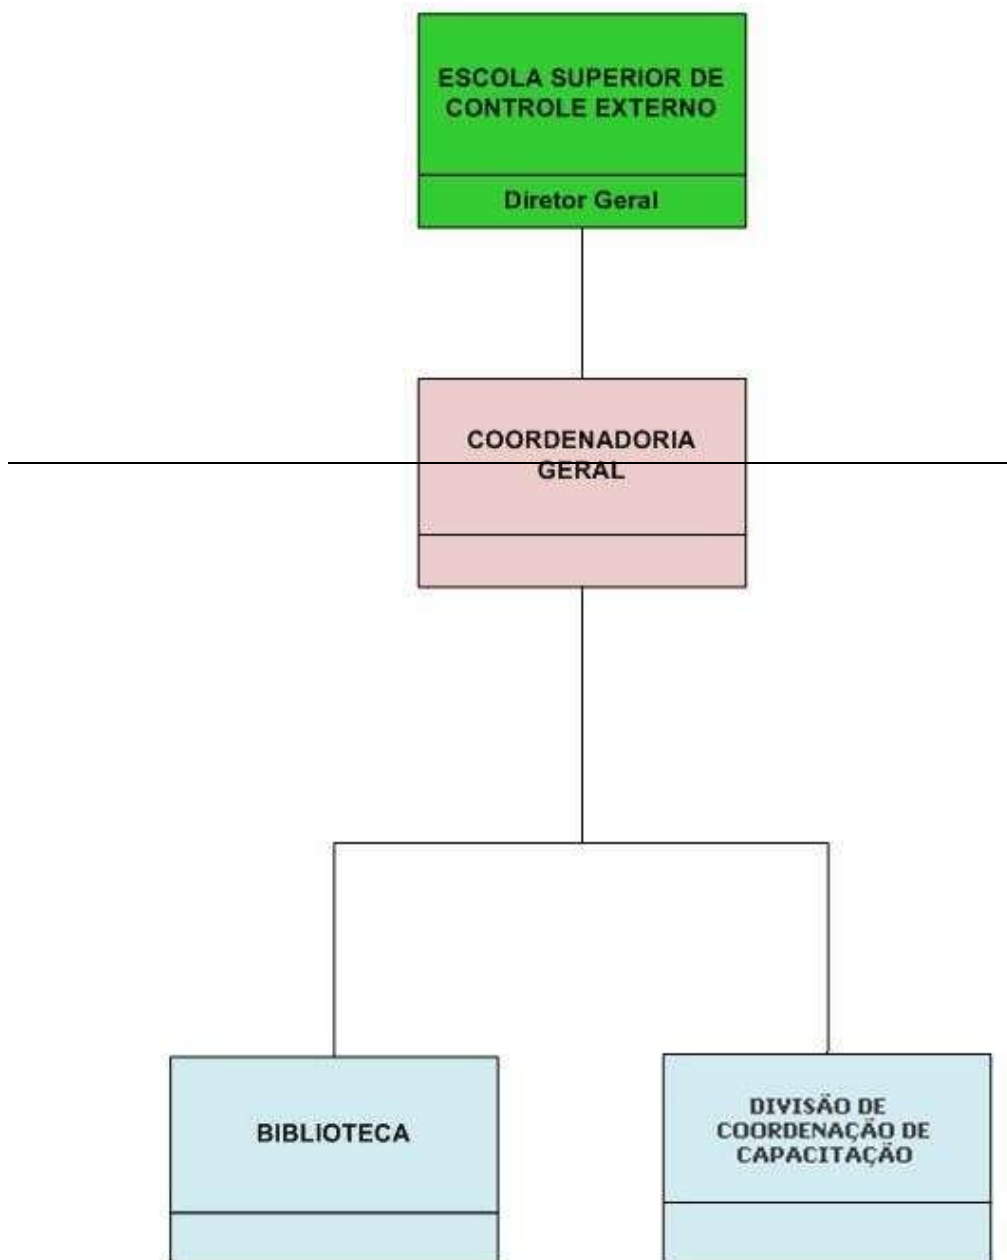 ESCOLA SUPERIOR DE
CONTROLE EXTERNO
Diretor Geral
COORDENADORIA
GERAL
BIBLIOTECA
DIVISÃO DE
COORDENAÇÃO DE
CAPACITAÇÃO